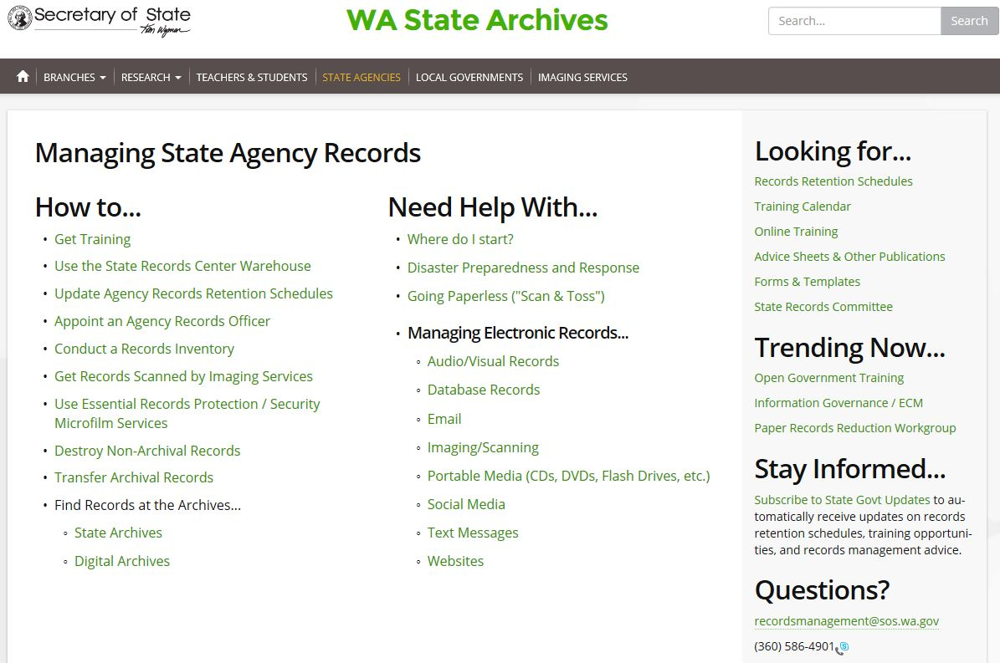 Secretary of State
Kim Wyman
WA State Archives
Search...
Search
BRANCHES
RESEARCH
TEACHERS & STUDENTS
STATE AGENCIES
LOCAL GOVERNMENTS
IMAGING SERVICES
Managing State Agency Records
How to...
• Get Training
• Use the State Records Center Warehouse
• Update Agency Records Retention Schedules
• Appoint an Agency Records Officer
• Conduct a Records Inventory
• Get Records Scanned by Imaging Services
• Use Essential Records Protection / Security
Microfilm Services
• Destroy Non-Archival Records
• Transfer Archival Records
• Find Records at the Archives...
◦ State Archives
◦ Digital Archives
Need Help With...
• Where do I start?
• Disaster Preparedness and Response
• Going Paperless ("Scan & Toss")
• Managing Electronic Records...
◦ Audio/Visual Records
◦ Database Records
◦ Email
◦ Imaging/Scanning
◦ Portable Media (CDs, DVDs, Flash Drives, etc.)
◦ Social Media
◦ Text Messages
◦ Websites
Looking for...
Records Retention Schedules
Training Calendar
Online Training
Advice Sheets & Other Publications
Forms & Templates
State Records Committee
Trending Now...
Open Government Training
Information Governance / ECM
Paper Records Reduction Workgroup
Stay Informed...
Subscribe to State Govt Updates to au-
tomatically receive updates on records
retention schedules, training opportuni-
ties, and records management advice.
Questions?
recordsmanagement@sos.wa.gov
(360) 586-4901